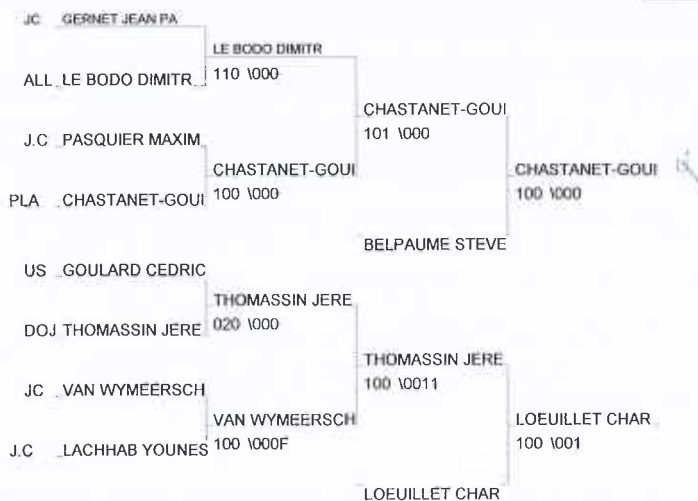 JC GERNET JEAN PA
LE BODO DIMITR
ALL LE BODO DIMITR 110 \000
CHASTANET-GOUI
101 \000
J.C PASQUIER MAXIM
CHASTANET-GOUI
100 \000
CHASTANET-GOUI
100 \000
PLA CHASTANET-GOUI
BELPAUME STEVE
US GOULARD CEDRIC
THOMASSIN JERE
020 \000
DOJ THOMASSIN JERE
THOMASSIN JERE
100 \0011
JC VAN WYMEERSCH
VAN WYMEERSCH
100 \000F
LOEUILLET CHAR
100 \001
J.C LACHHAB YOUNES
LOEUILLET CHAR